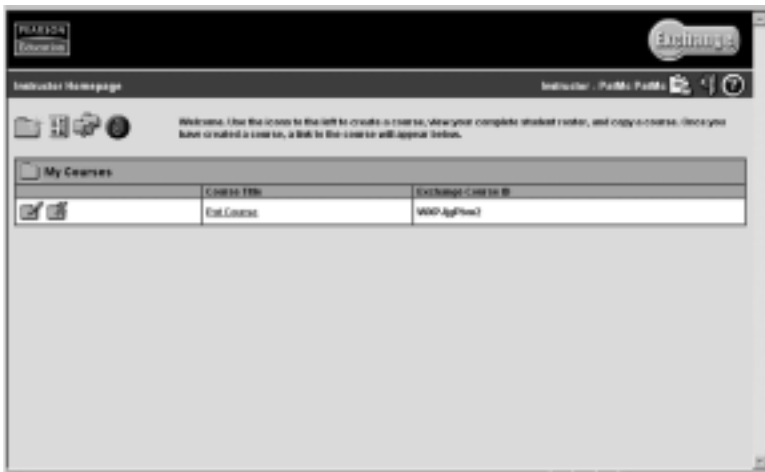 PEARSON
Education
Exchange
Instructor Homepage
Instructor - PatMc PatMc
Welcome. Use the icons to the left to create a course, view your complete student roster, and copy a course. Once you
have created a course, a link to the course will appear below.
My Courses
Course Title
Exchange Course ID
Course